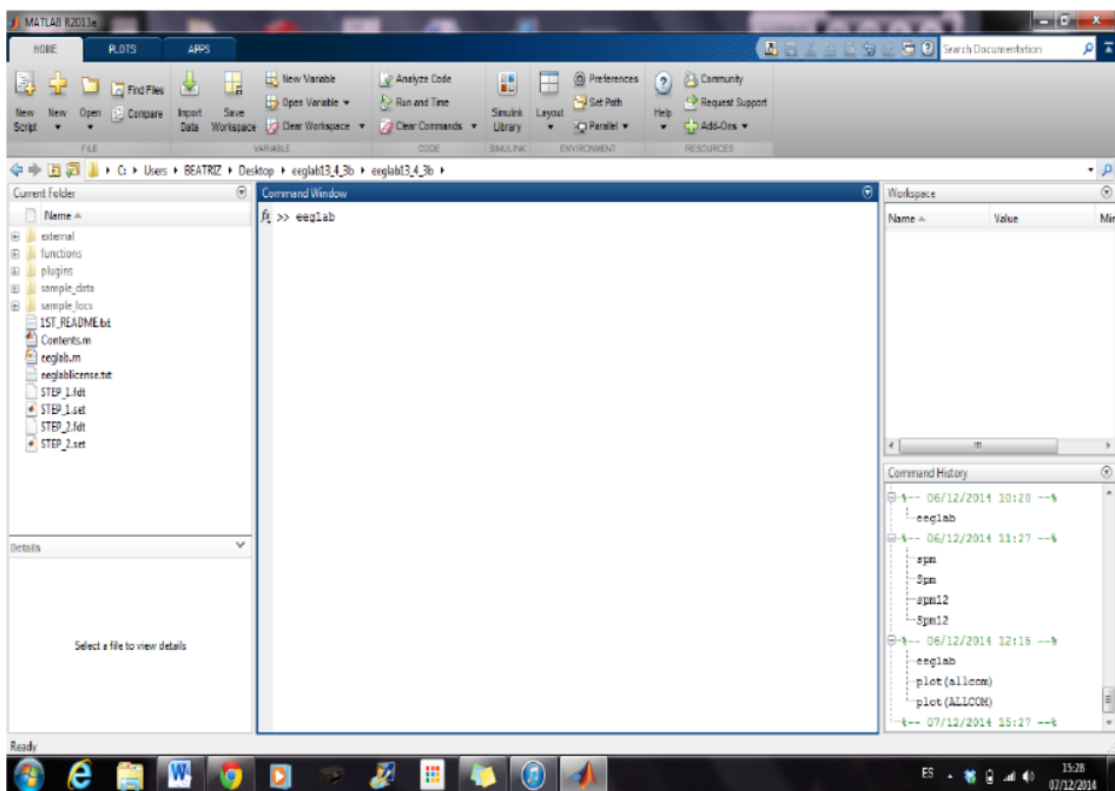 MATLAB R2013a
HOME PLOTS APPS
Search Documentation
New Script
New
Open
Find Files
Compare
Import Data
Save Workspace
New Variable
Open Variable
Clear Workspace
Analyze Code
Run and Time
Clear Commands
Simulink Library
Layout
Preferences
Set Path
Parallel
Help
Community
Request Support
Add-Ons
FILE VARIABLE CODE SIMULINK ENVIRONMENT RESOURCES
C: Users BEATRIZ Desktop eeglab13_4_3b eeglab13_4_3b
Current Folder
Name
external
functions
plugins
sample_data
sample_locs
1ST_README.txt
Contents.m
eeglab.m
eeglablicense.txt
STEP_1.fdt
STEP_1.set
STEP_2.fdt
STEP_2.set
Details
Select a file to view details
Command Window
fx >> eeglab
Workspace
Name Value Min
Command History
%-- 06/12/2014 10:28 --%
eeglab
%-- 06/12/2014 11:27 --%
spm
Spm
spm12
Spm12
%-- 06/12/2014 12:15 --%
eeglab
plot(allcom)
plot(ALLCOM)
%-- 07/12/2014 15:27 --%
Ready
ES
15:28
07/12/2014